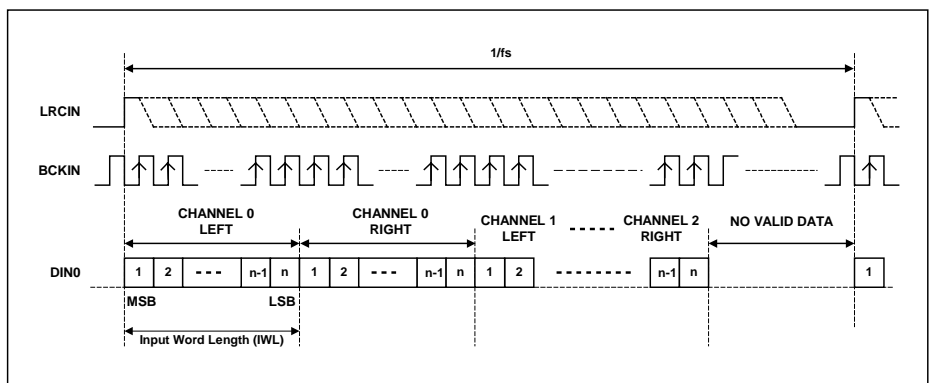 1/fs
LRCIN
BCKIN
CHANNEL 0
LEFT
CHANNEL 0
RIGHT
CHANNEL 1
LEFT
CHANNEL 2
RIGHT
NO VALID DATA
DIN0
1 2 n-1 n 1 2 n-1 n 1 2 n-1 n 1
MSB LSB
Input Word Length (IWL)